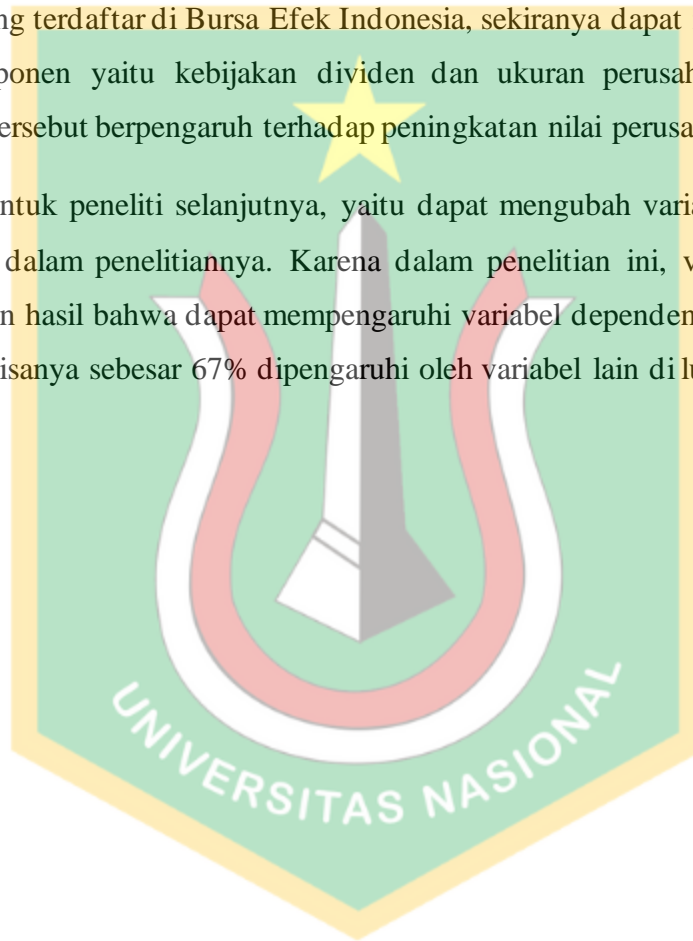 ng terdaftar di Bursa Efek Indonesia, sekiranya dapat
ponen yaitu kebijakan dividen dan ukuran perusah
ersebut berpengaruh terhadap peningkatan nilai perusa
ntuk peneliti selanjutnya, yaitu dapat mengubah varia
dalam penelitiannya. Karena dalam penelitian ini, v
n hasil bahwa dapat mempengaruhi variabel dependen
isanya sebesar 67% dipengaruhi oleh variabel lain di lu
UNIVERSITAS NASIONAL